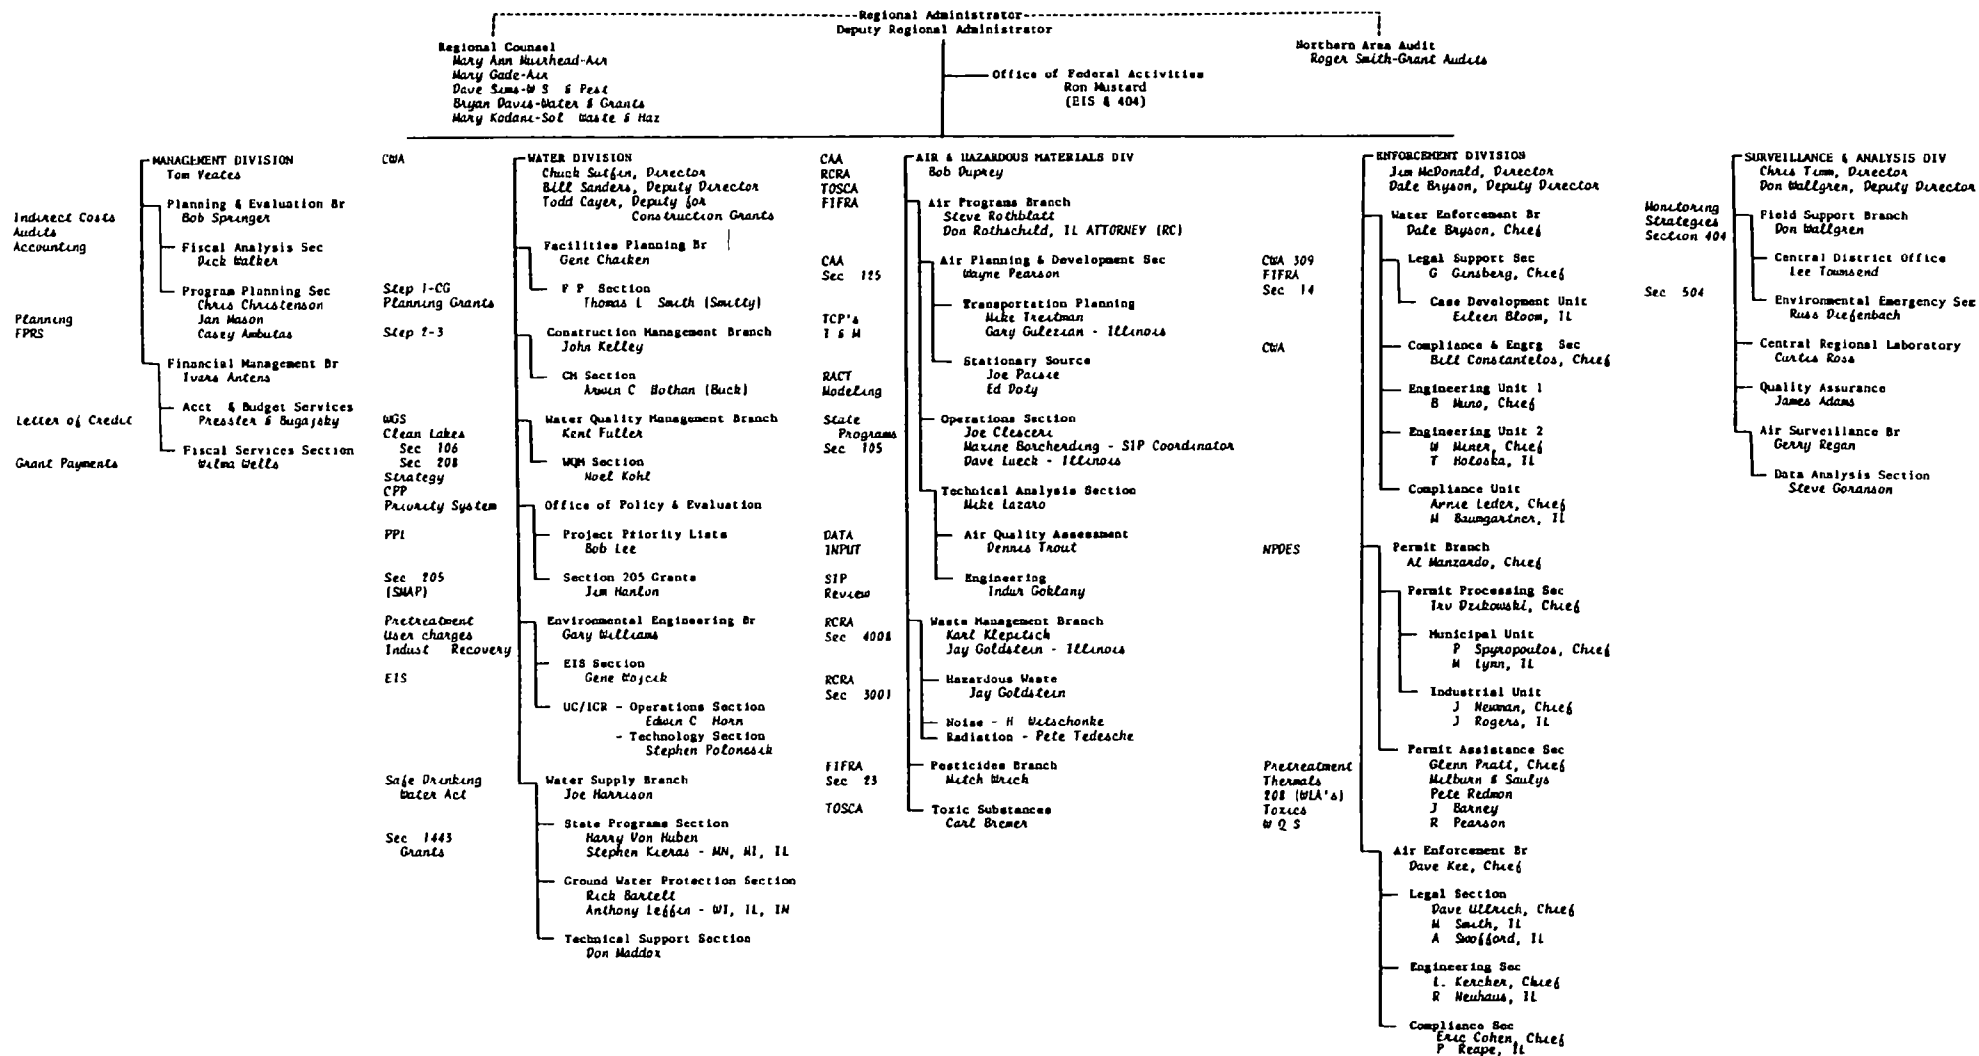 Regional Administrator
Deputy Regional Administrator
Regional Counsel
Mary Ann Muirhead-Air
Mary Gade-Air
Dave Sims-W S & Pest
Bryan Davis-Water & Grants
Mary Kodani-Sol Waste & Haz
Office of Federal Activities
Ron Mustard
(EIS & 404)
Northern Area Audit
Roger Smith-Grant Audits
MANAGEMENT DIVISION
Tom Yeates
Planning & Evaluation Br
Bob Springer
Indirect Costs
Audits
Accounting
Fiscal Analysis Sec
Dick Walker
Program Planning Sec
Chris Christenson
Jan Mason
Casey Ambutas
Planning
FPRS
Financial Management Br
Ivars Antens
Acct & Budget Services
Pressler & Bugajsky
Letter of Credit
Fiscal Services Section
Wilma Wells
Grant Payments
CWA
WATER DIVISION
Chuck Sutfin, Director
Bill Sanders, Deputy Director
Todd Cayer, Deputy for
Construction Grants
Facilities Planning Br
Gene Chaiken
Step 1-CG
Planning Grants
F P Section
Thomas L Smith (Smitty)
Step 2-3
Construction Management Branch
John Kelley
CM Section
Arwin C Hothan (Buck)
WGS
Clean Lakes
Sec 106
Sec 208
Strategy
CPP
Priority System
Water Quality Management Branch
Kent Fuller
WQM Section
Noel Kohl
Office of Policy & Evaluation
PPL
Project Priority Lists
Bob Lee
Sec 205
(SMAP)
Section 205 Grants
Jim Hanlon
Pretreatment
User charges
Indust Recovery
Environmental Engineering Br
Gary Williams
EIS
EIS Section
Gene Wojcik
UC/ICR - Operations Section
Edwin C Horn
- Technology Section
Stephen Poloncsik
Safe Drinking
Water Act
Water Supply Branch
Joe Harrison
Sec 1443
Grants
State Programs Section
Harry Von Huben
Stephen Kieras - MN, MI, IL
Ground Water Protection Section
Rick Bartelt
Anthony Leffin - WI, IL, IN
Technical Support Section
Don Maddox
CAA
RCRA
TOSCA
FIFRA
AIR & HAZARDOUS MATERIALS DIV
Bob Duprey
Air Programs Branch
Steve Rothblatt
Don Rothschild, IL ATTORNEY (RC)
CAA
Sec 175
Air Planning & Development Sec
Wayne Pearson
TCP's
I & M
Transportation Planning
Mike Treitman
Gary Gulezian - Illinois
RACT
Modeling
Stationary Source
Joe Paisie
Ed Doty
State
Programs
Sec 105
Operations Section
Joe Clesceri
Maxine Borcherding - SIP Coordinator
Dave Lueck - Illinois
Technical Analysis Section
Mike Lazaro
DATA
INPUT
Air Quality Assessment
Dennis Trout
SIP
Review
Engineering
Indur Goklany
RCRA
Sec 4008
Waste Management Branch
Karl Klepitsch
Jay Goldstein - Illinois
RCRA
Sec 3001
Hazardous Waste
Jay Goldstein
Noise - H Witschonke
Radiation - Pete Tedesche
FIFRA
Sec 23
Pesticides Branch
Mitch Wrich
TOSCA
Toxic Substances
Carl Bremer
ENFORCEMENT DIVISION
Jim McDonald, Director
Dale Bryson, Deputy Director
Water Enforcement Br
Dale Bryson, Chief
CWA 309
FIFRA
Sec 14
Legal Support Sec
G Ginsberg, Chief
Case Development Unit
Eileen Bloom, IL
CWA
Compliance & Engrg Sec
Bill Constantelos, Chief
Engineering Unit 1
B Muno, Chief
Engineering Unit 2
W Miner, Chief
T Holoska, IL
Compliance Unit
Arnie Leder, Chief
M Baumgartner, IL
NPDES
Permit Branch
Al Manzardo, Chief
Permit Processing Sec
Irv Dzikowski, Chief
Municipal Unit
P Spyropoulos, Chief
M Lynn, IL
Industrial Unit
J Newman, Chief
J Rogers, IL
Pretreatment
Thermals
208 (WLA's)
Toxics
W Q S
Permit Assistance Sec
Glenn Pratt, Chief
Milburn & Saulys
Pete Redmon
J Barney
R Pearson
Air Enforcement Br
Dave Kee, Chief
Legal Section
Dave Ullrich, Chief
M Smith, IL
A Swofford, IL
Engineering Sec
L. Kercher, Chief
R Neuhaus, IL
Compliance Sec
Eric Cohen, Chief
P Reape, IL
SURVEILLANCE & ANALYSIS DIV
Chris Timm, Director
Don Wallgren, Deputy Director
Monitoring
Strategies
Section 404
Field Support Branch
Don Wallgren
Central District Office
Lee Townsend
Sec 504
Environmental Emergency Sec
Russ Diefenbach
Central Regional Laboratory
Curtis Ross
Quality Assurance
James Adams
Air Surveillance Br
Gerry Regan
Data Analysis Section
Steve Goranson